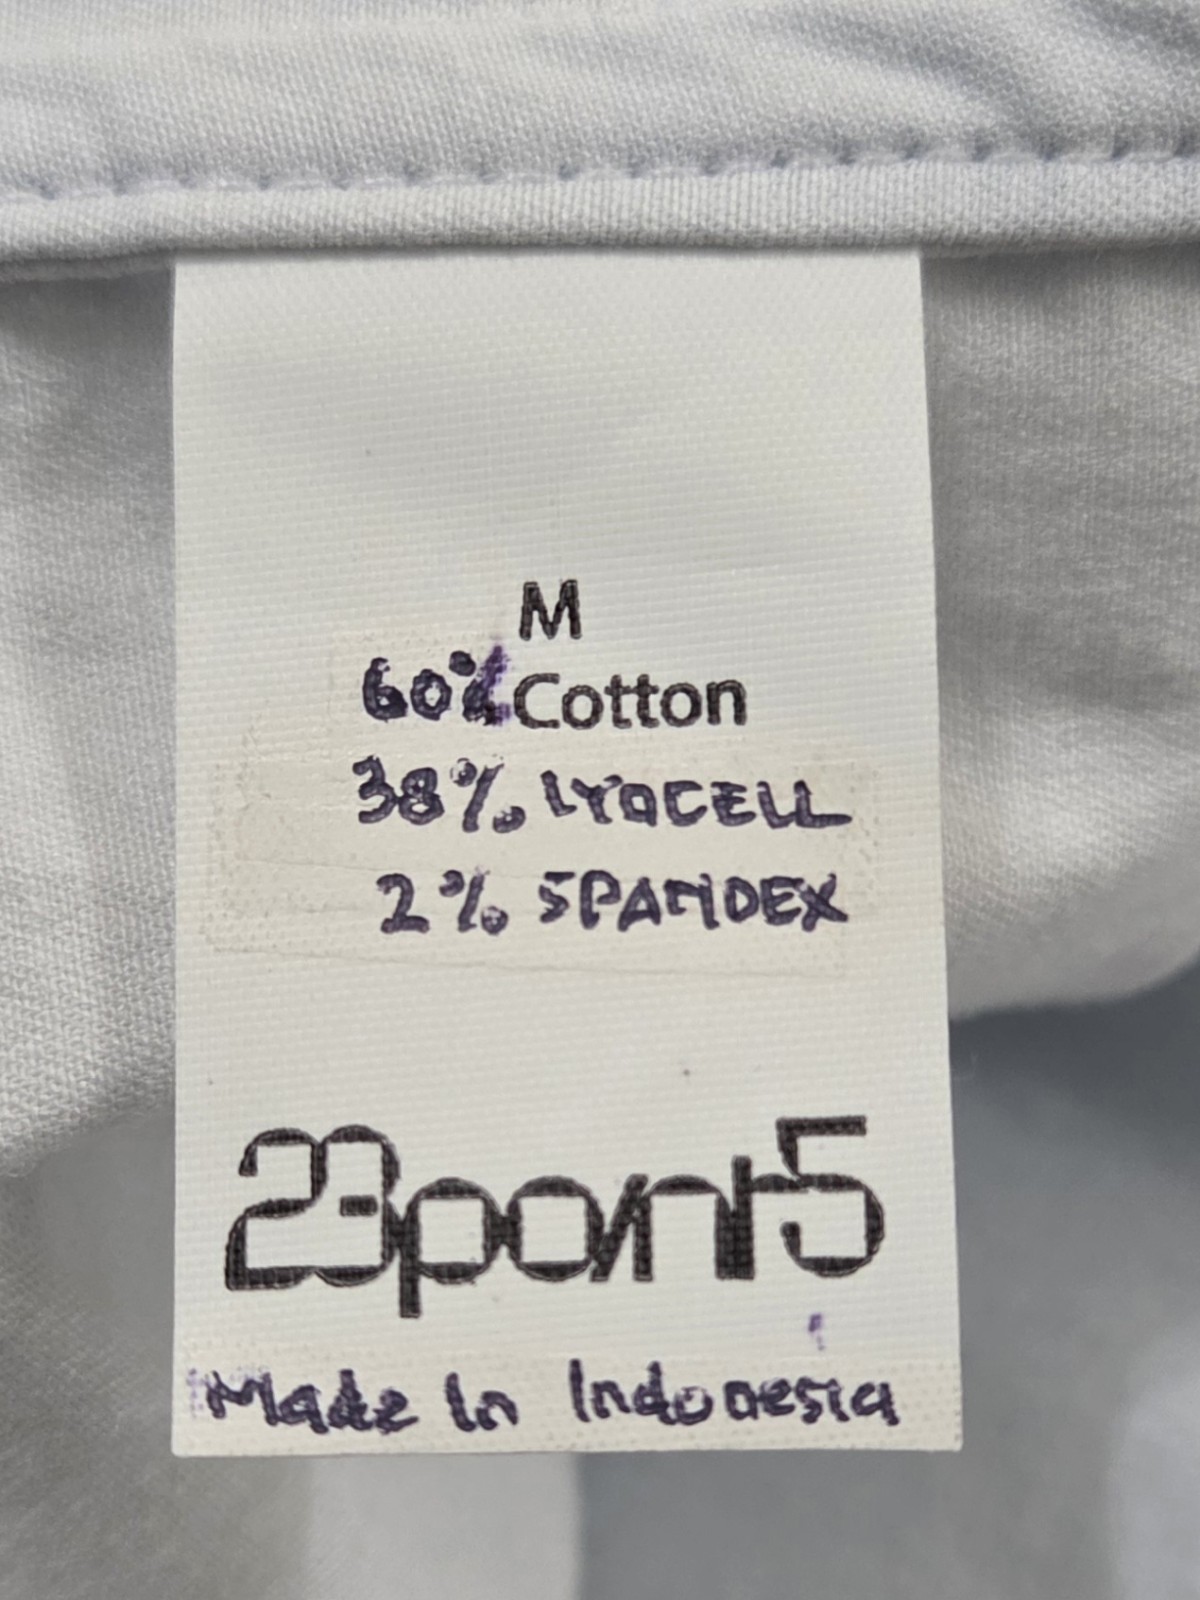 M
60% Cotton
38% LYOCELL
2% SPANDEX
23point5
Made In Indonesia